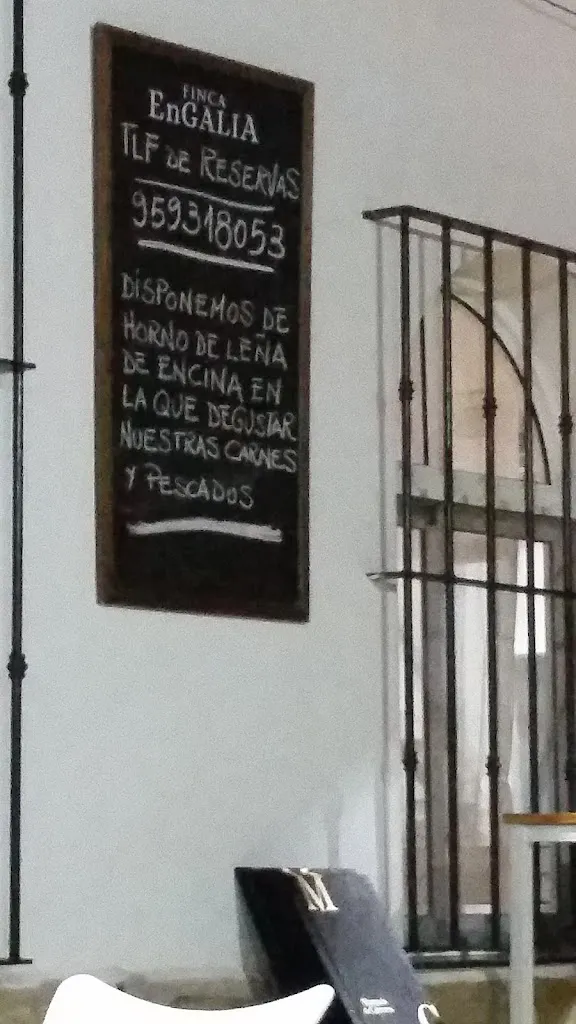 FINCA
EnGALIA
TLF DE RESERVAS
959318053
DISPONEMOS DE
HORNO DE LEÑA
DE ENCINA EN
LA QUE DEGUSTAR
NUESTRAS CARNES
Y PESCADOS
M